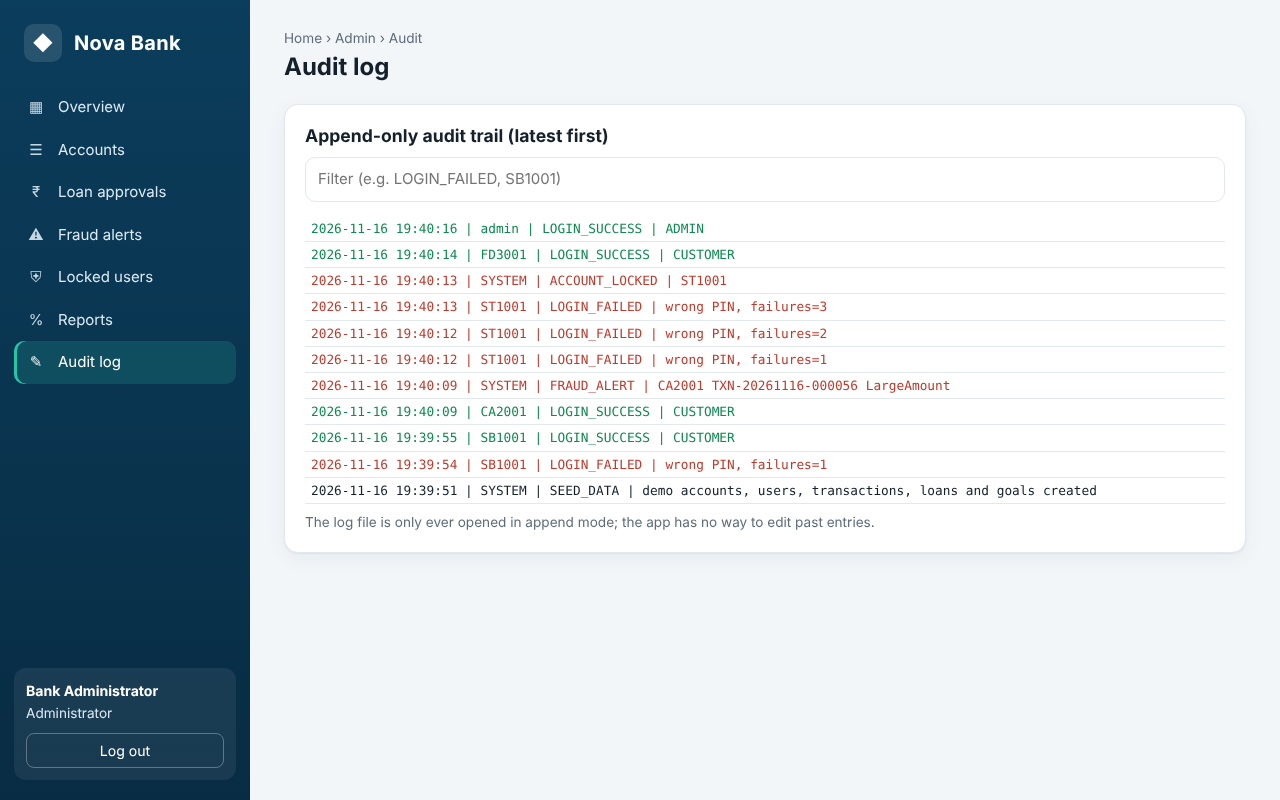 Nova Bank
Overview
Accounts
₹ Loan approvals
Fraud alerts
Locked users
% Reports
Audit log
Bank Administrator
Administrator
Log out
Home › Admin › Audit
Audit log
Append-only audit trail (latest first)
Filter (e.g. LOGIN_FAILED, SB1001)
2026-11-16 19:40:16 | admin | LOGIN_SUCCESS | ADMIN
2026-11-16 19:40:14 | FD3001 | LOGIN_SUCCESS | CUSTOMER
2026-11-16 19:40:13 | SYSTEM | ACCOUNT_LOCKED | ST1001
2026-11-16 19:40:13 | ST1001 | LOGIN_FAILED | wrong PIN, failures=3
2026-11-16 19:40:12 | ST1001 | LOGIN_FAILED | wrong PIN, failures=2
2026-11-16 19:40:12 | ST1001 | LOGIN_FAILED | wrong PIN, failures=1
2026-11-16 19:40:09 | SYSTEM | FRAUD_ALERT | CA2001 TXN-20261116-000056 LargeAmount
2026-11-16 19:40:09 | CA2001 | LOGIN_SUCCESS | CUSTOMER
2026-11-16 19:39:55 | SB1001 | LOGIN_SUCCESS | CUSTOMER
2026-11-16 19:39:54 | SB1001 | LOGIN_FAILED | wrong PIN, failures=1
2026-11-16 19:39:51 | SYSTEM | SEED_DATA | demo accounts, users, transactions, loans and goals created
The log file is only ever opened in append mode; the app has no way to edit past entries.